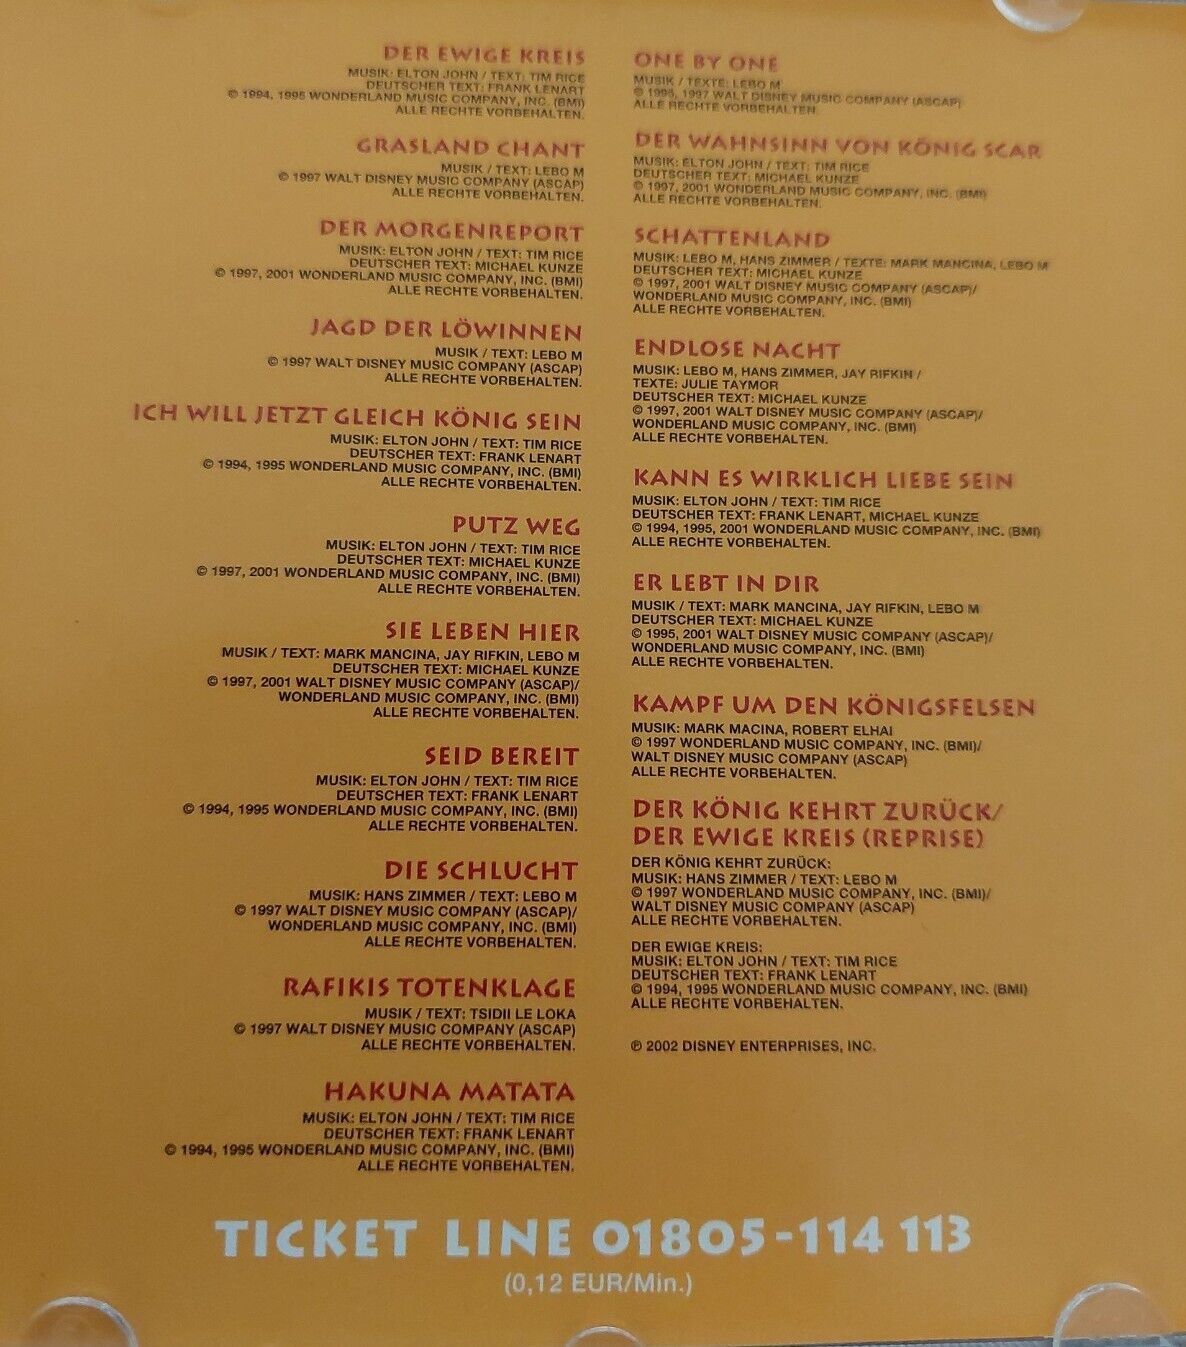 DER EWIGE KREIS
MUSIK: ELTON JOHN / TEXT: TIM RICE
DEUTSCHER TEXT: FRANK LENART
© 1994, 1995 WONDERLAND MUSIC COMPANY, INC. (BMI)
ALLE RECHTE VORBEHALTEN.
GRASLAND CHANT
MUSIK / TEXT: LEBO M
© 1997 WALT DISNEY MUSIC COMPANY (ASCAP)
ALLE RECHTE VORBEHALTEN.
DER MORGENREPORT
MUSIK: ELTON JOHN / TEXT: TIM RICE
DEUTSCHER TEXT: MICHAEL KUNZE
© 1997, 2001 WONDERLAND MUSIC COMPANY, INC. (BMI)
ALLE RECHTE VORBEHALTEN.
JAGD DER LÖWINNEN
MUSIK / TEXT: LEBO M
© 1997 WALT DISNEY MUSIC COMPANY (ASCAP)
ALLE RECHTE VORBEHALTEN.
ICH WILL JETZT GLEICH KÖNIG SEIN
MUSIK: ELTON JOHN / TEXT: TIM RICE
DEUTSCHER TEXT: FRANK LENART
© 1994, 1995 WONDERLAND MUSIC COMPANY, INC. (BMI)
ALLE RECHTE VORBEHALTEN.
PUTZ WEG
MUSIK: ELTON JOHN / TEXT: TIM RICE
DEUTSCHER TEXT: MICHAEL KUNZE
© 1997, 2001 WONDERLAND MUSIC COMPANY, INC. (BMI)
ALLE RECHTE VORBEHALTEN.
SIE LEBEN HIER
MUSIK / TEXT: MARK MANCINA, JAY RIFKIN, LEBO M
DEUTSCHER TEXT: MICHAEL KUNZE
© 1997, 2001 WALT DISNEY MUSIC COMPANY (ASCAP)/
WONDERLAND MUSIC COMPANY, INC. (BMI)
ALLE RECHTE VORBEHALTEN.
SEID BEREIT
MUSIK: ELTON JOHN / TEXT: TIM RICE
DEUTSCHER TEXT: FRANK LENART
© 1994, 1995 WONDERLAND MUSIC COMPANY, INC. (BMI)
ALLE RECHTE VORBEHALTEN.
DIE SCHLUCHT
MUSIK: HANS ZIMMER / TEXT: LEBO M
© 1997 WALT DISNEY MUSIC COMPANY (ASCAP)/
WONDERLAND MUSIC COMPANY, INC. (BMI)
ALLE RECHTE VORBEHALTEN.
RAFIKIS TOTENKLAGE
MUSIK / TEXT: TSIDII LE LOKA
© 1997 WALT DISNEY MUSIC COMPANY (ASCAP)
ALLE RECHTE VORBEHALTEN.
HAKUNA MATATA
MUSIK: ELTON JOHN / TEXT: TIM RICE
DEUTSCHER TEXT: FRANK LENART
© 1994, 1995 WONDERLAND MUSIC COMPANY, INC. (BMI)
ALLE RECHTE VORBEHALTEN.
ONE BY ONE
MUSIK / TEXTE: LEBO M
© 1995, 1997 WALT DISNEY MUSIC COMPANY (ASCAP)
ALLE RECHTE VORBEHALTEN.
DER WAHNSINN VON KÖNIG SCAR
MUSIK: ELTON JOHN / TEXT: TIM RICE
DEUTSCHER TEXT: MICHAEL KUNZE
© 1997, 2001 WONDERLAND MUSIC COMPANY, INC. (BMI)
ALLE RECHTE VORBEHALTEN.
SCHATTENLAND
MUSIK: LEBO M, HANS ZIMMER / TEXTE: MARK MANCINA, LEBO M
DEUTSCHER TEXT: MICHAEL KUNZE
© 1997, 2001 WALT DISNEY MUSIC COMPANY (ASCAP)/
WONDERLAND MUSIC COMPANY, INC. (BMI)
ALLE RECHTE VORBEHALTEN.
ENDLOSE NACHT
MUSIK: LEBO M, HANS ZIMMER, JAY RIFKIN /
TEXTE: JULIE TAYMOR
DEUTSCHER TEXT: MICHAEL KUNZE
© 1997, 2001 WALT DISNEY MUSIC COMPANY (ASCAP)/
WONDERLAND MUSIC COMPANY, INC. (BMI)
ALLE RECHTE VORBEHALTEN.
KANN ES WIRKLICH LIEBE SEIN
MUSIK: ELTON JOHN / TEXT: TIM RICE
DEUTSCHER TEXT: FRANK LENART, MICHAEL KUNZE
© 1994, 1995, 2001 WONDERLAND MUSIC COMPANY, INC. (BMI)
ALLE RECHTE VORBEHALTEN.
ER LEBT IN DIR
MUSIK / TEXT: MARK MANCINA, JAY RIFKIN, LEBO M
DEUTSCHER TEXT: MICHAEL KUNZE
© 1995, 2001 WALT DISNEY MUSIC COMPANY (ASCAP)/
WONDERLAND MUSIC COMPANY, INC. (BMI)
ALLE RECHTE VORBEHALTEN.
KAMPF UM DEN KÖNIGSFELSEN
MUSIK: MARK MACINA, ROBERT ELHAI
© 1997 WONDERLAND MUSIC COMPANY, INC. (BMI)/
WALT DISNEY MUSIC COMPANY (ASCAP)
ALLE RECHTE VORBEHALTEN.
DER KÖNIG KEHRT ZURÜCK/
DER EWIGE KREIS (REPRISE)
DER KÖNIG KEHRT ZURÜCK:
MUSIK: HANS ZIMMER / TEXT: LEBO M
© 1997 WONDERLAND MUSIC COMPANY, INC. (BMI)/
WALT DISNEY MUSIC COMPANY (ASCAP)
ALLE RECHTE VORBEHALTEN.
DER EWIGE KREIS:
MUSIK: ELTON JOHN / TEXT: TIM RICE
DEUTSCHER TEXT: FRANK LENART
© 1994, 1995 WONDERLAND MUSIC COMPANY, INC. (BMI)
ALLE RECHTE VORBEHALTEN.
℗ 2002 DISNEY ENTERPRISES, INC.
TICKET LINE 01805-114 113
(0,12 EUR/Min.)